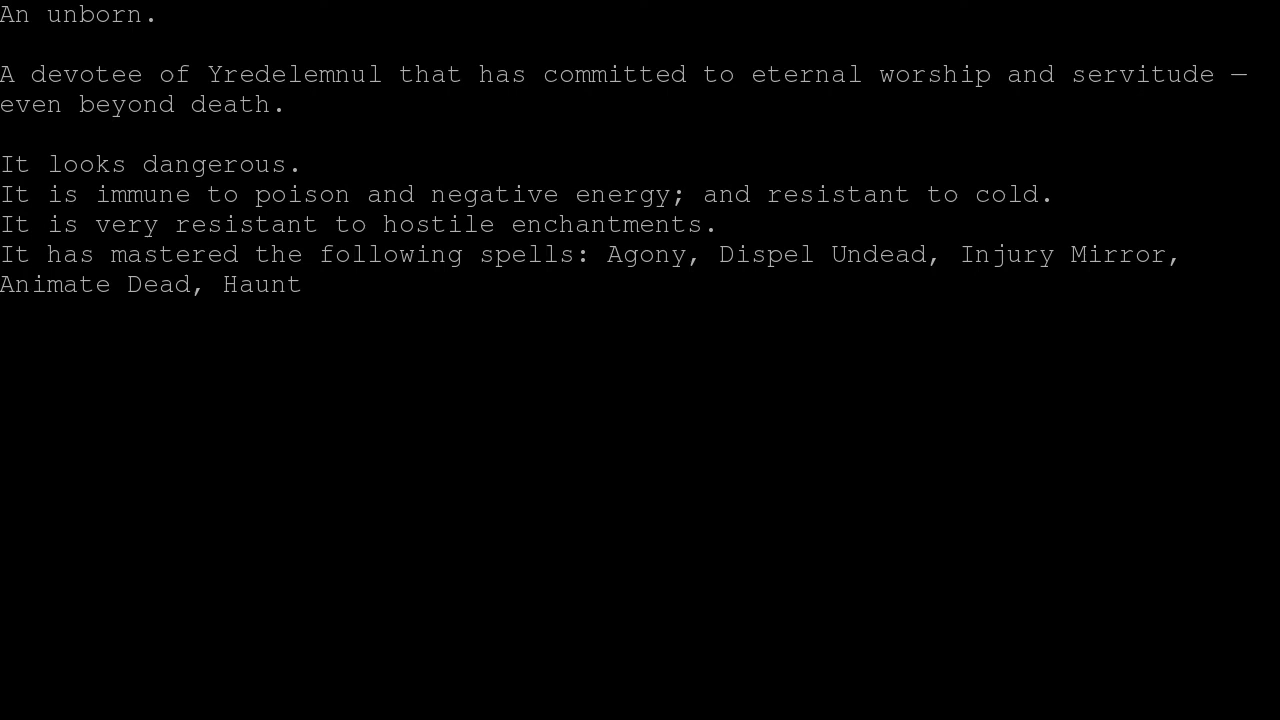 An unborn.
A devotee of Yredelemnul that has committed to eternal worship and servitude —
even beyond death.
It looks dangerous.
It is immune to poison and negative energy; and resistant to cold.
It is very resistant to hostile enchantments.
It has mastered the following spells: Agony, Dispel Undead, Injury Mirror,
Animate Dead, Haunt